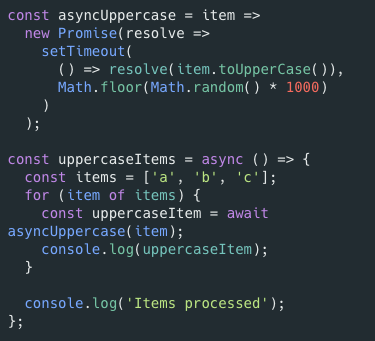 const asyncUppercase = item =>
  new Promise(resolve =>
    setTimeout(
      () => resolve(item.toUpperCase()),
      Math.floor(Math.random() * 1000)
    )
  );

const uppercaseItems = async () => {
  const items = ['a', 'b', 'c'];
  for (item of items) {
    const uppercaseItem = await
asyncUppercase(item);
    console.log(uppercaseItem);
  }

  console.log('Items processed');
};